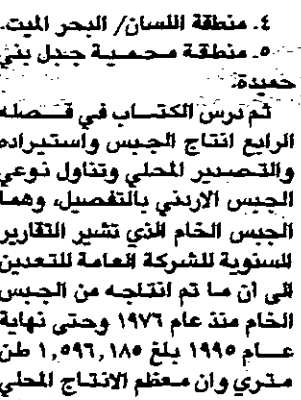 ٤. منطقة اللسان/ البحر الميت.
٥. منطقة محمية جبل بني
حميدة.
ثم درس الكتاب في فصله
الرابع انتاج الجبس واستيراده
والتصدير المحلي وتناول نوعي
الجبس الاردني بالتفصيل، وهما
الجبس الخام الذي تشير التقارير
السنوية للشركة العامة للتعدين
الى ان ما تم انتاجه من الجبس
الخام منذ عام ١٩٧٦ وحتى نهاية
عام ١٩٩٥ بلغ ١,٥٩٦,١٨٥ طن
متري وان معظم الانتاج المحلي